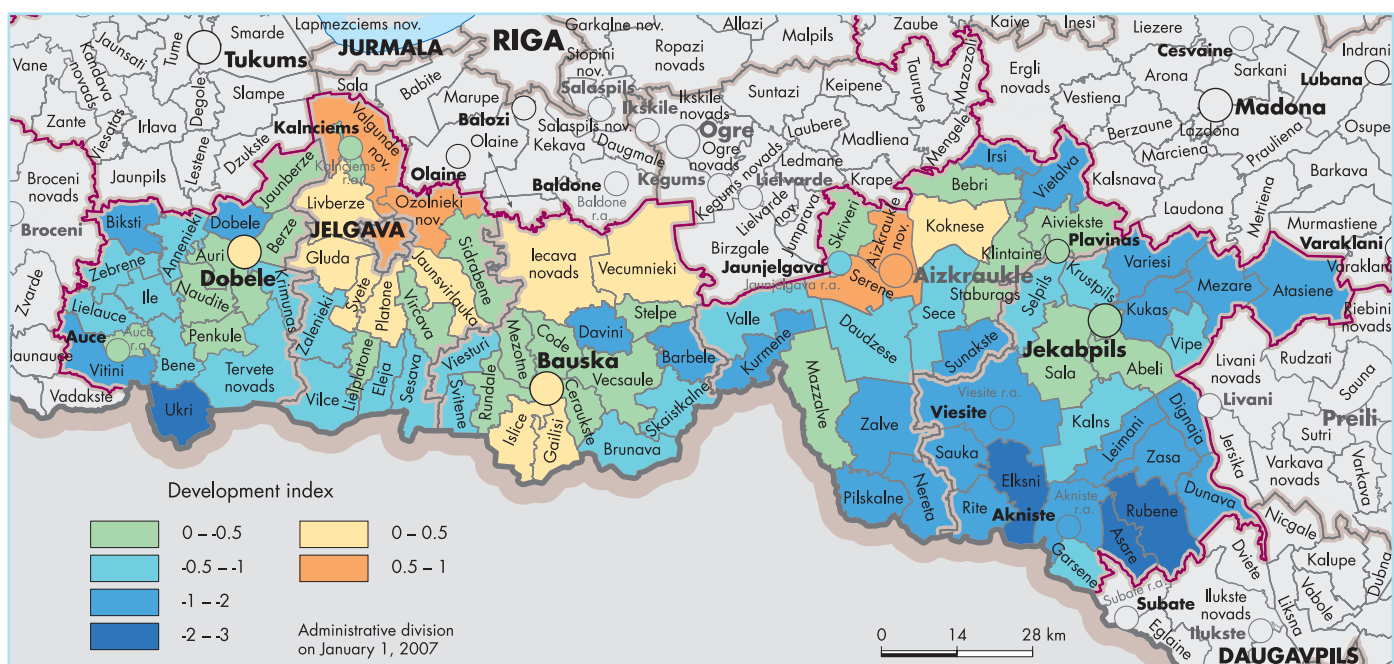 Lapmezciems nov.
Garkalne nov.
Allazi
Malpils
Zaube
Kaive
Inesi
Liezere
Smarde
Tume
Jaunsati
Kandava novads
Vane
Tukums
JURMALA
RIGA
Stopini nov.
Ropazi novads
Cesvaine
Indrani
Sarkani
Lubana
Arona
Ergli novads
Mazozoli
Taurupe
Keipene
Suntazi
Salaspils
Ikskile
Ikskile novads
Sala
Babite
Marupe
Balozi
Slampe
Degole
Zante
Viesatas
Irlava
Lestene
Dzukste
Valgunde nov.
Kalnciems
Kalnciems r.a.
Olaine
Olaine
Salaspils nov.
Kekava
Daugmale
Ogre
Ogre novads
Laubere
Madliena
Mengele
Vestiena
Madona
Berzaune
Lazdona
Marciena
Prauliena
Osupe
Barkava
Broceni novads
Jaunpils
Jaunberze
Livberze
Ozolnieki nov.
Baldone
Baldone r.a.
Kegums
Kegums novads
Lielvarde
Lielvarde nov.
Ledmane
Jumprava
Krape
Irsi
Vietalva
Kalsnava
Laudona
Metriena
Murmastiene
Varaklani
Varaklani
Broceni
Biksti
Annenieki
Dobele
Berze
JELGAVA
Sidrabene
Birzgale
Skriveri
Bebri
Aizkraukle nov.
Koknese
Aiviekste
Klintaine
Plavinas
Zvarde
Zebrene
Auri
Dobele
Gluda
Iecava novads
Vecumnieki
Jaunjelgava
Jaunjelgava r.a.
Serene
Aizkraukle
Staburags
Selpils
Krustpils
Variesi
Mezare
Atasiene
Riebini novads
Lielauce
Ile
Naudite
Krimunas
Zalenieki
Svete
Platone
Vircava
Jaunsvirlauka
Stelpe
Valle
Daudzese
Sece
Kukas
Auce
Auce r.a.
Penkule
Code
Davini
Kurmene
Sunakste
Jekabpils
Vipe
Jaunauce
Vitini
Bene
Tervete novads
Vilce
Lielplatone
Eleja
Sesava
Viesturi
Svitene
Rundale
Mezotne
Bauska
Barbele
Mazzalve
Sala
Abeli
Livani novads
Rudzati
Sauna
Vadakste
Ukri
Vecsaule
Ceraukste
Skaistkalne
Viesite r.a.
Viesite
Livani
Preili
Islice
Gailisi
Brunava
Zalve
Kalns
Leimani
Dignaja
Sutri
Jersika
Sauka
Zasa
Varkava novads
Varkava
Elksni
Dunava
Pilskalne
Nereta
Rite
Akniste r.a.
Akniste
Rubene
Asare
Nicgale
Garsene
Dviete
Kalupe
Dubna
Subate r.a.
Subate
Ilukste novads
Vabole
Liksna
Eglaine
Ilukste
DAUGAVPILS
Development index
0 – -0.5
0 – 0.5
-0.5 – -1
0.5 – 1
-1 – -2
-2 – -3
Administrative division
on January 1, 2007
0
14
28 km